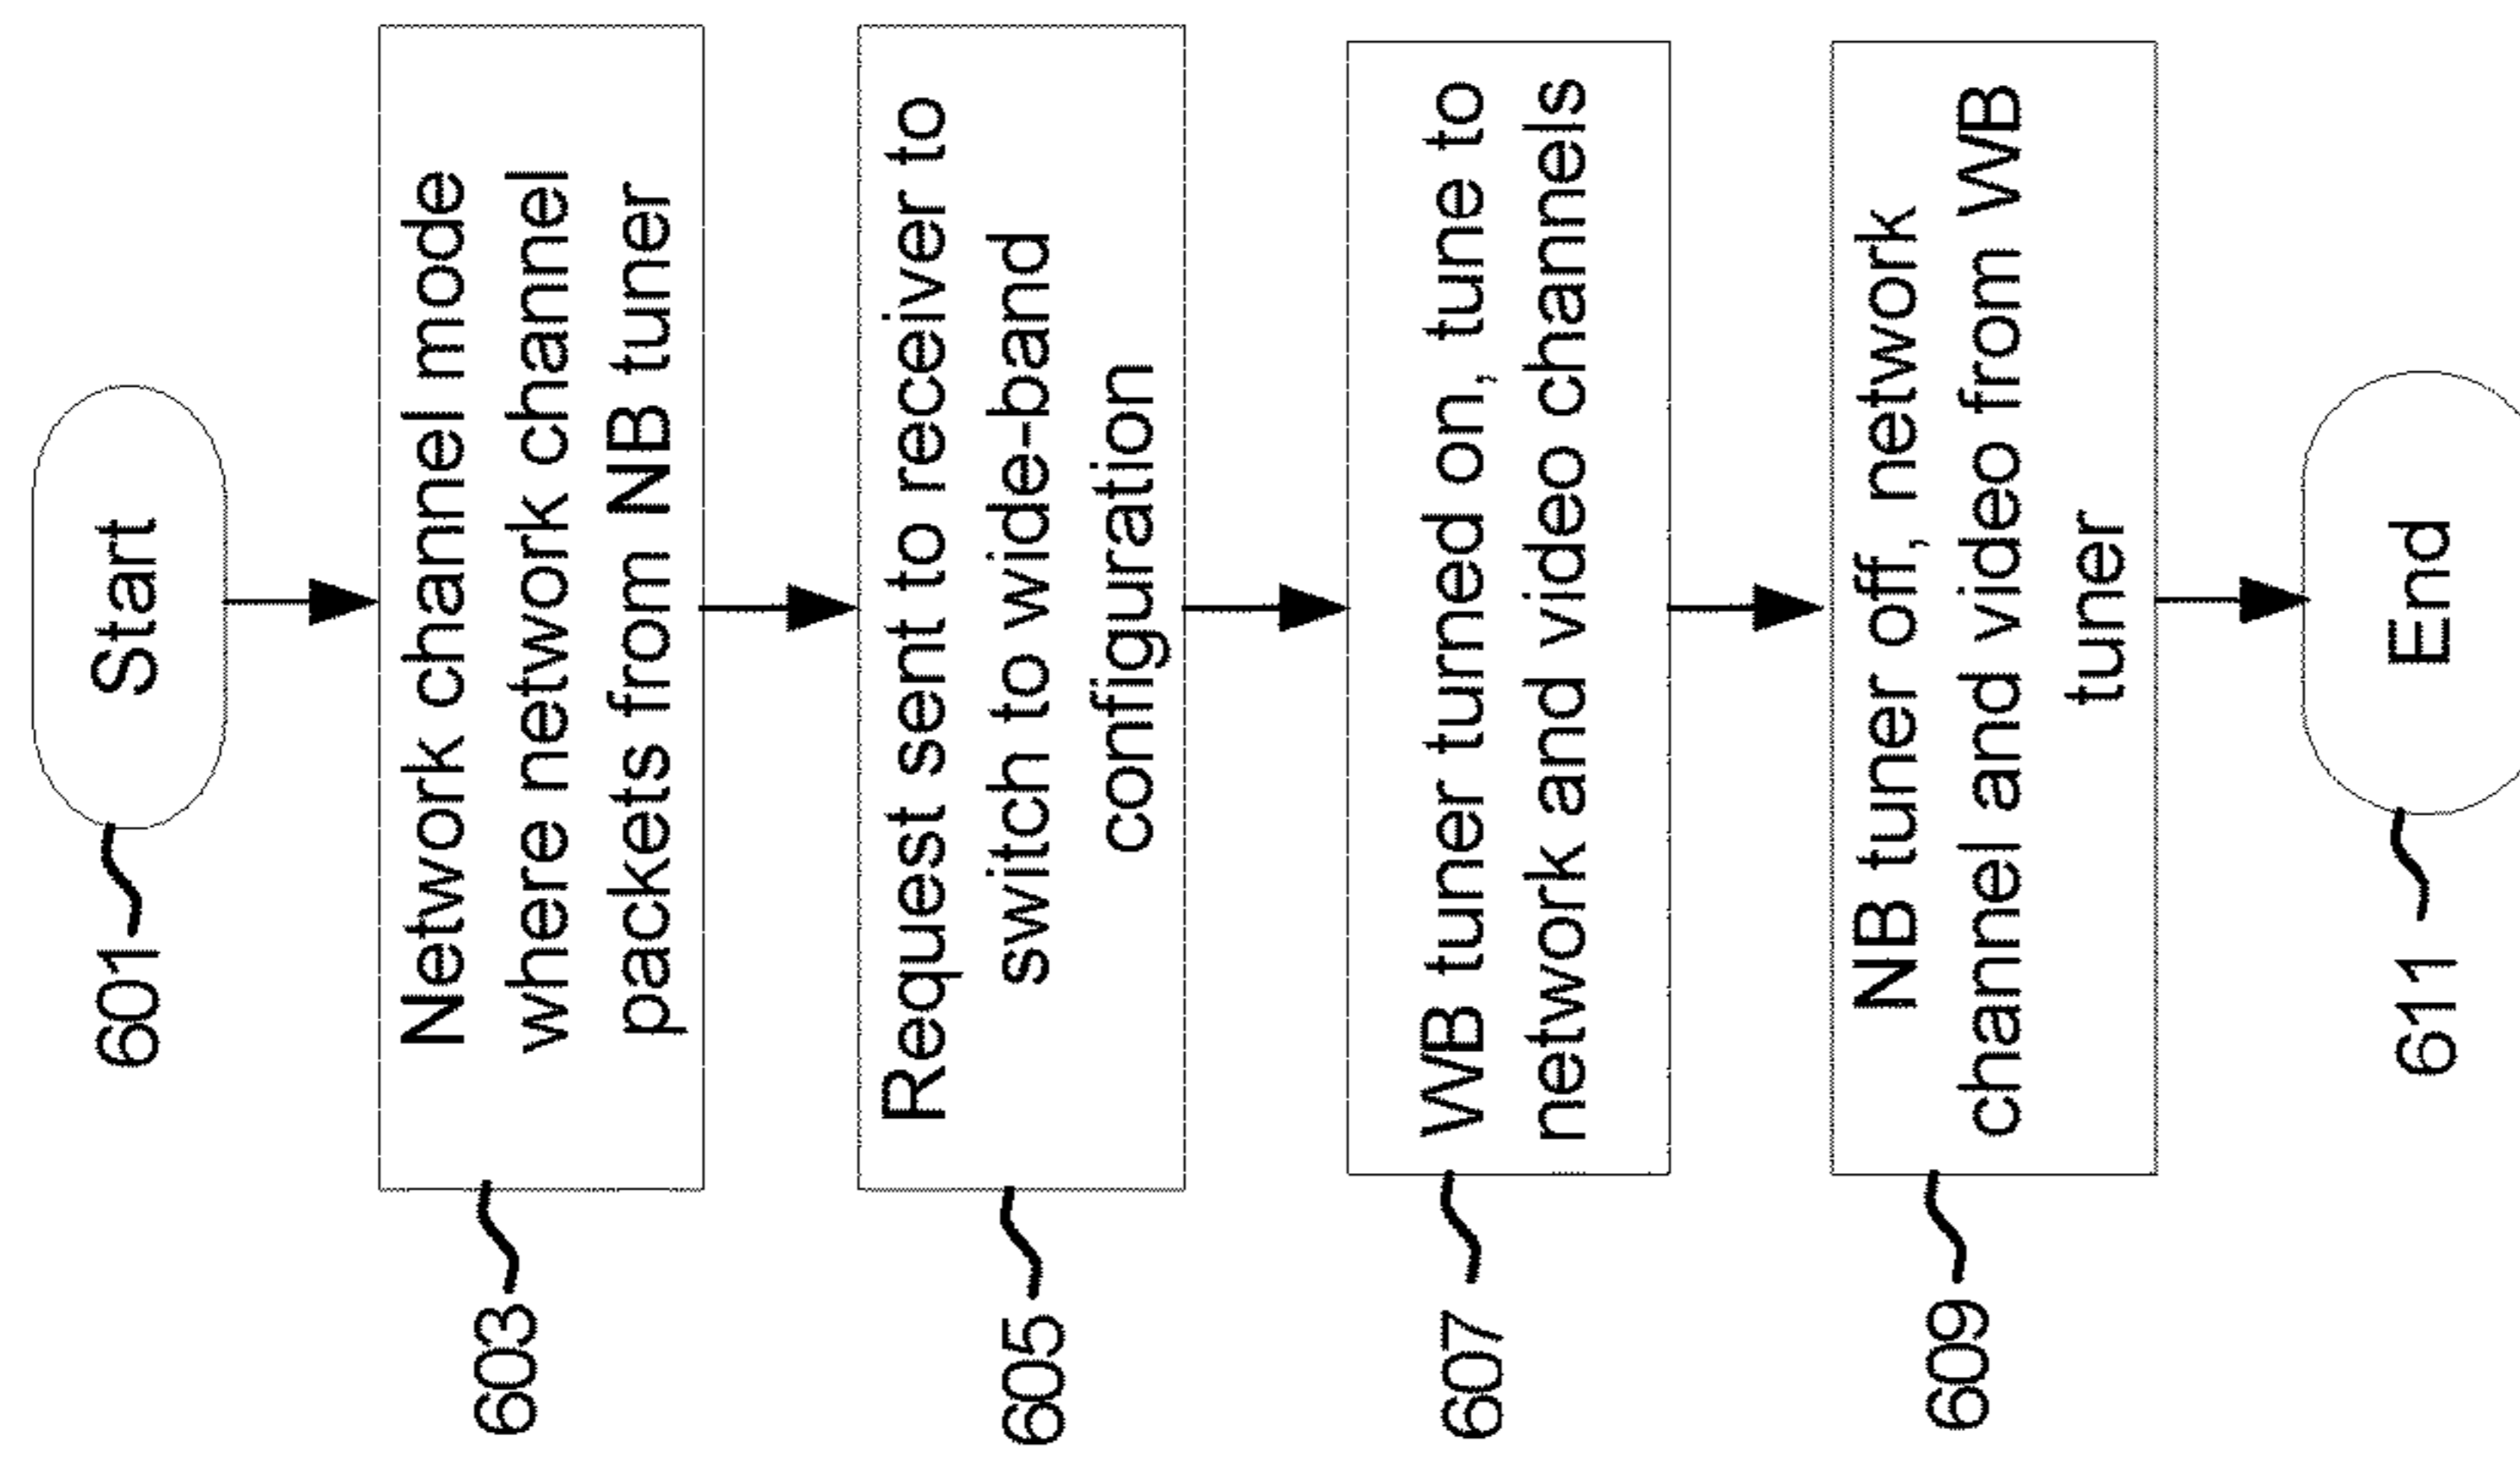 601
Start
603
Network channel mode
where network channel
packets from NB tuner
605
Request sent to receiver to
switch to wide-band
configuration
607
WB tuner turned on, tune to
network and video channels
609
NB tuner off, network
channel and video from WB
tuner
611
End